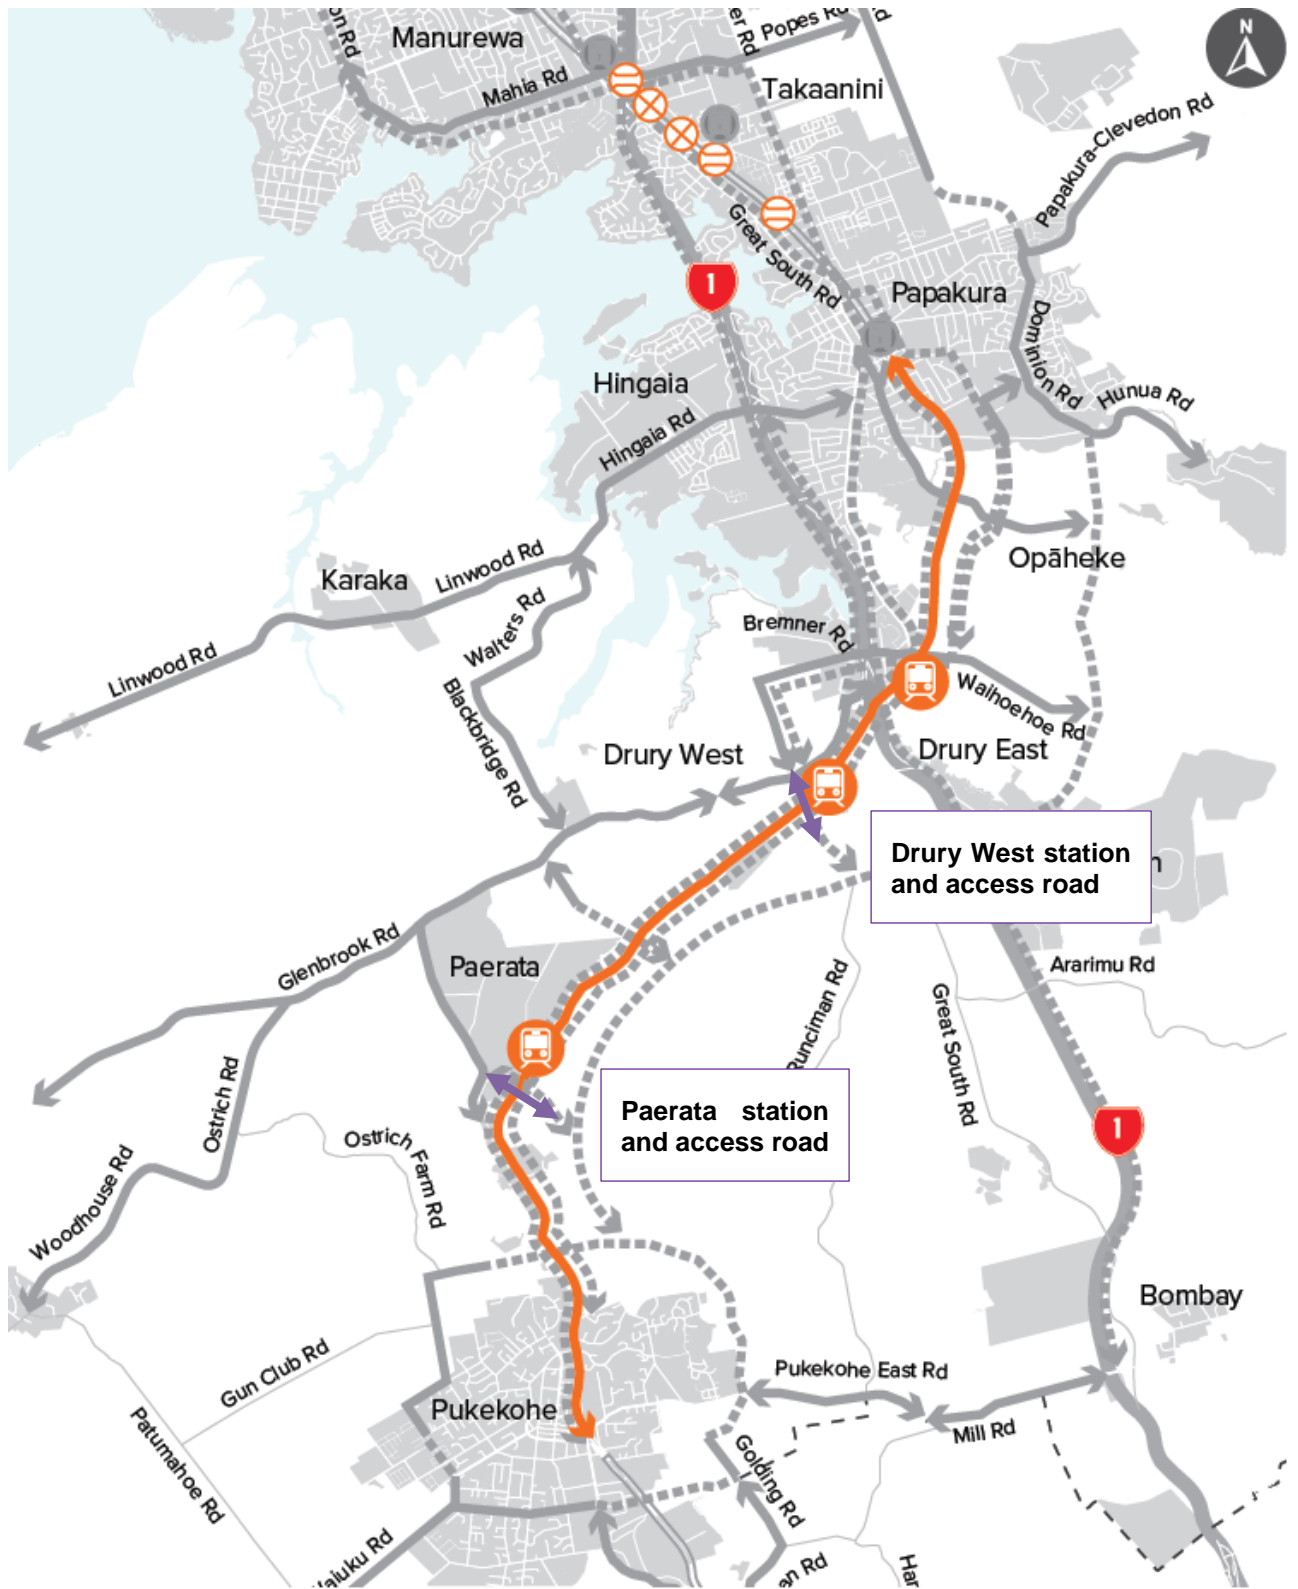 N
Manurewa
Popes Rd
Mahia Rd
Takaanini
Papakura-Clevedon Rd
Great South Rd
1
Papakura
Dominion Rd
Hingaia
Hunua Rd
Hingaia Rd
Opāheke
Karaka
Linwood Rd
Walters Rd
Bremner Rd
Linwood Rd
Blackbridge Rd
Waihoehoe Rd
Drury West
Drury East
Drury West station
and access road
Glenbrook Rd
Paerata
Ararimu Rd
Runciman Rd
Great South Rd
Ostrich Rd
Paerata station
and access road
1
Ostrich Farm Rd
Woodhouse Rd
Bombay
Gun Club Rd
Pukekohe East Rd
Pukekohe
Mill Rd
Patumahoe Rd
Golding Rd